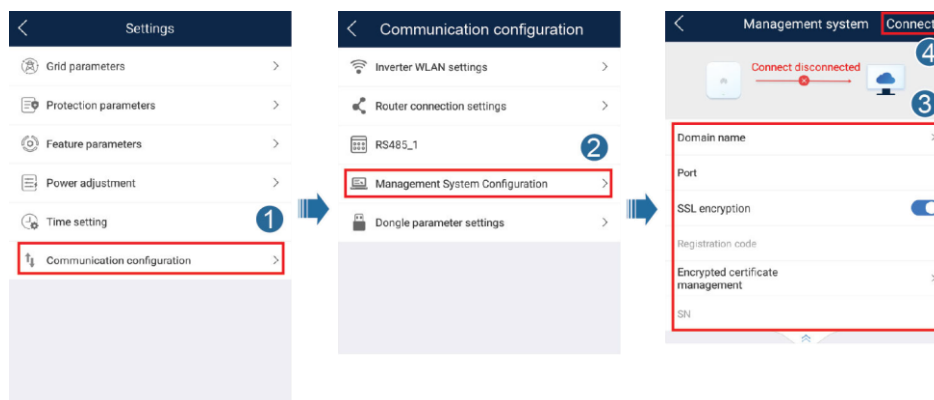 Settings
Grid parameters
Protection parameters
Feature parameters
Power adjustment
Time setting
1
Communication configuration
Communication configuration
Inverter WLAN settings
Router connection settings
RS485_1
2
Management System Configuration
Dongle parameter settings
Management system Connect
4
Connect disconnected
3
Domain name
Port
SSL encryption
Registration code
Encrypted certificate
management
SN